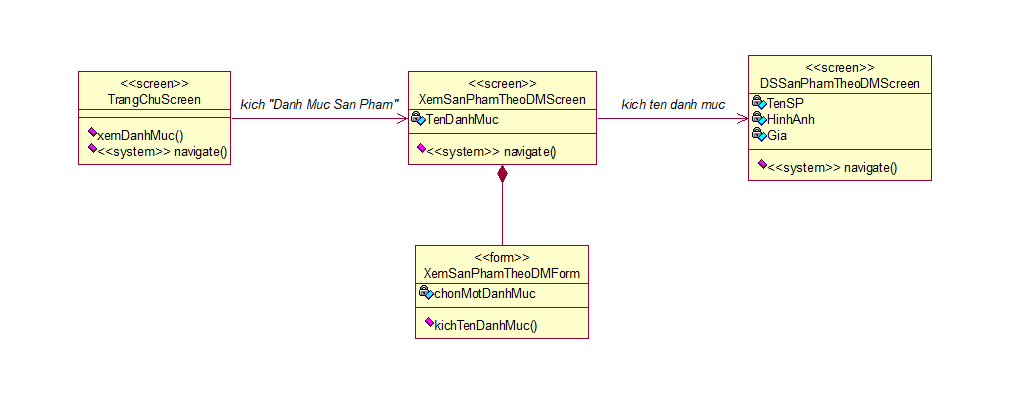 <<screen>>
TrangChuScreen
xemDanhMuc()
<<system>> navigate()
kich "Danh Muc San Pham"
<<screen>>
XemSanPhamTheoDMScreen
TenDanhMuc
<<system>> navigate()
kich ten danh muc
<<screen>>
DSSanPhamTheoDMScreen
TenSP
HinhAnh
Gia
<<system>> navigate()
<<form>>
XemSanPhamTheoDMForm
chonMotDanhMuc
kichTenDanhMuc()